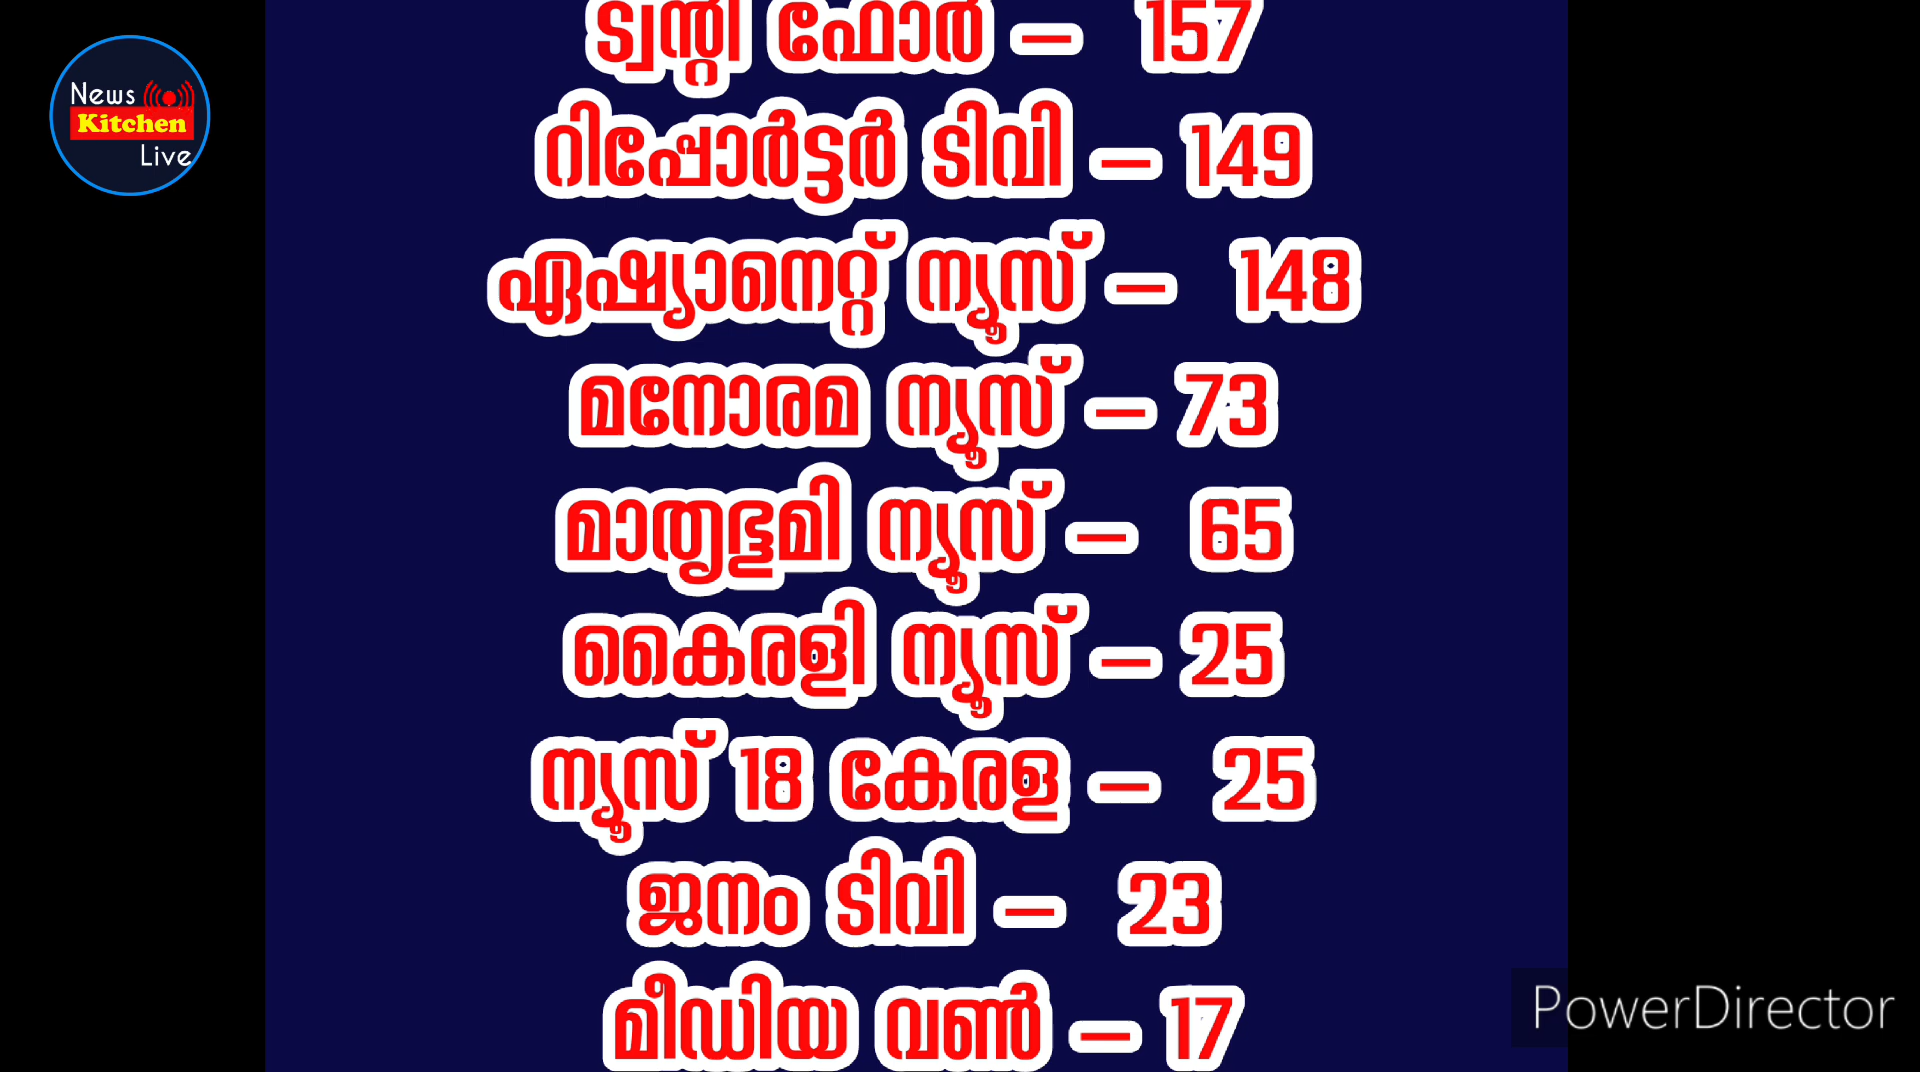 ട്വന്റി ഫോർ – 157
News
Kitchen
Live
റിപ്പോർട്ടർ ടിവി – 149
ഏഷ്യാനെറ്റ് ന്യൂസ് – 148
മനോരമ ന്യൂസ് – 73
മാതൃഭൂമി ന്യൂസ് – 65
കൈരളി ന്യൂസ് – 25
ന്യൂസ് 18 കേരള – 25
ജനം ടിവി – 23
മീഡിയ വൺ – 17
PowerDirector